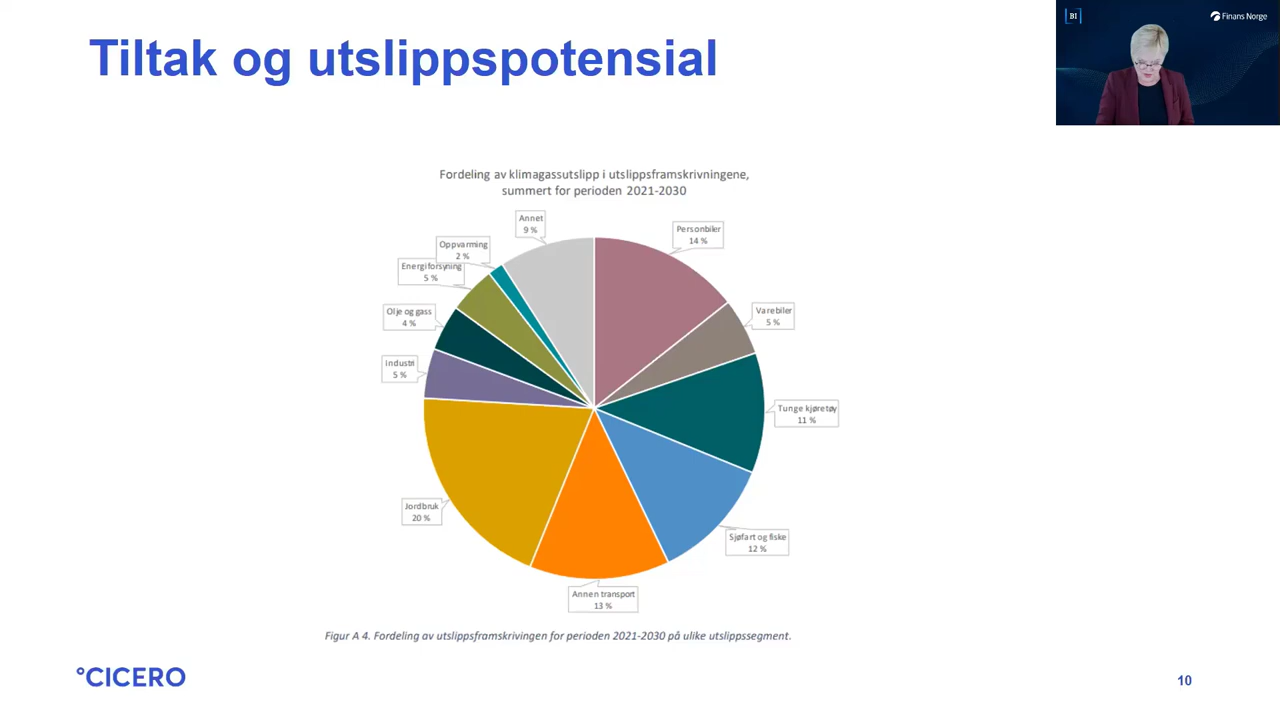 Tiltak og utslippspotensial
BI
Finans Norge
Fordeling av klimagassutslipp i utslippsframskrivningene,
summert for perioden 2021-2030
Annet
9 %
Personbiler
14 %
Oppvarming
2 %
Energiforsyning
5 %
Olje og gass
4 %
Varebiler
5 %
Industri
5 %
Tunge kjøretøy
11 %
Jordbruk
20 %
Sjøfart og fiske
12 %
Annen transport
13 %
Figur A 4. Fordeling av utslippsframskrivingen for perioden 2021-2030 på ulike utslippssegment.
°CICERO
10